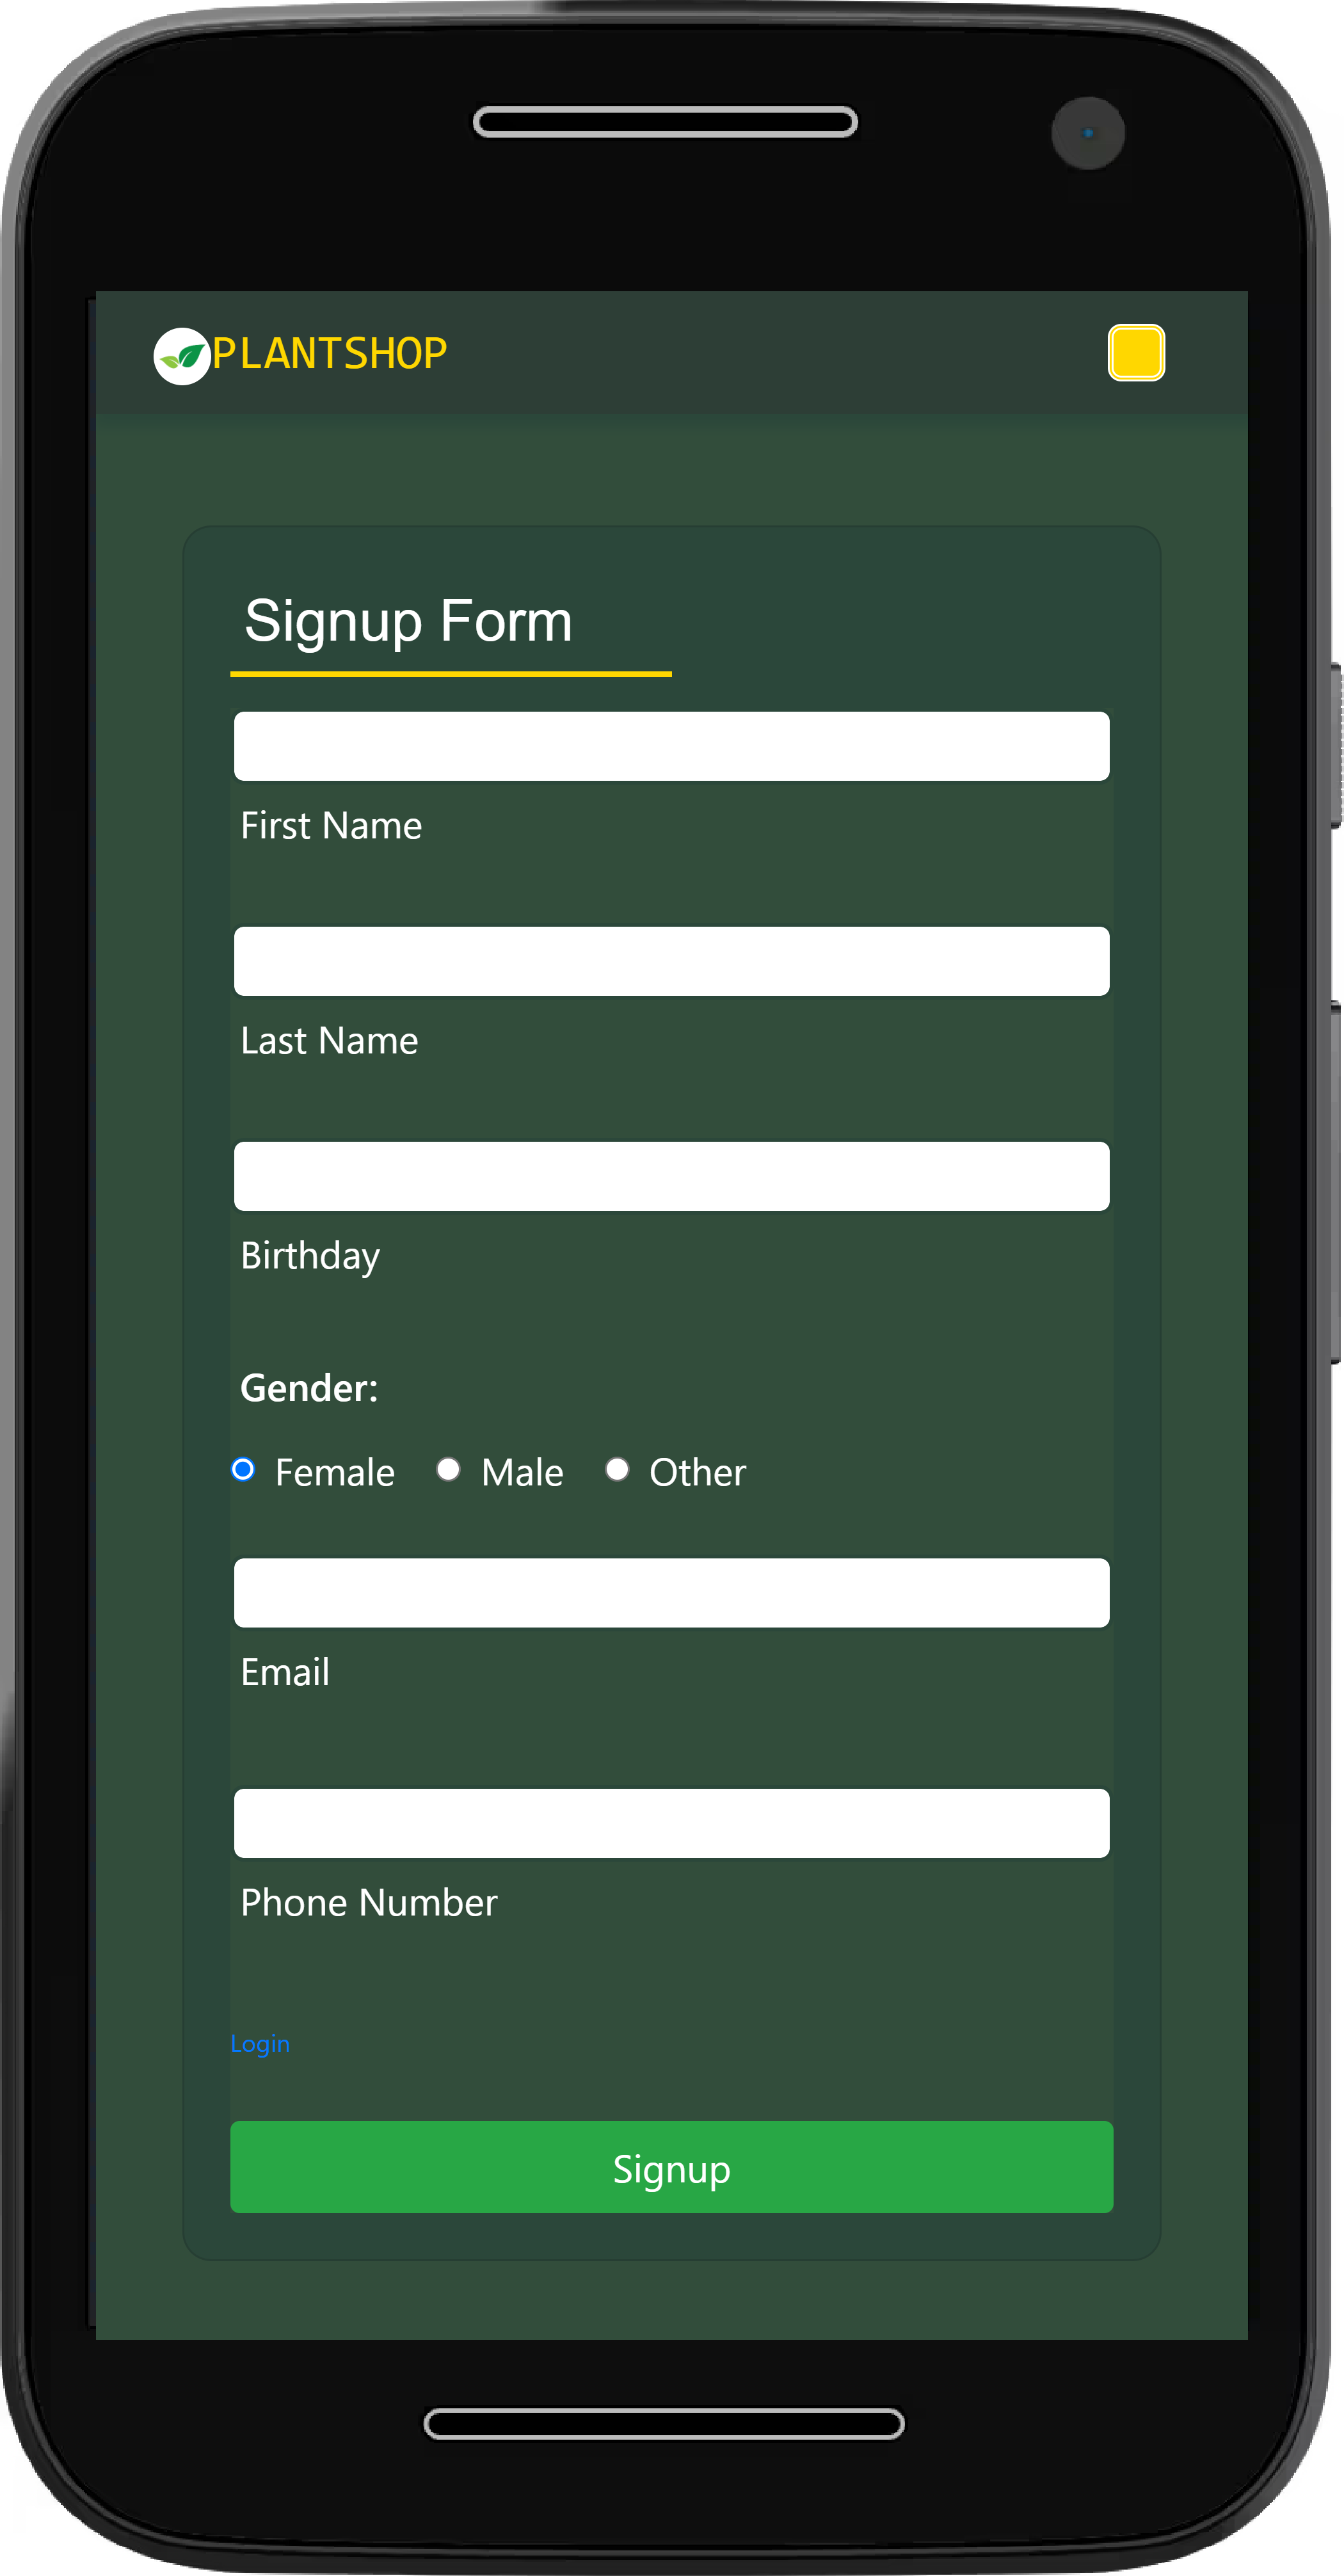 PLANTSHOP
Signup Form
First Name
Last Name
Birthday
Gender:
Female Male Other
Email
Phone Number
Login
Signup